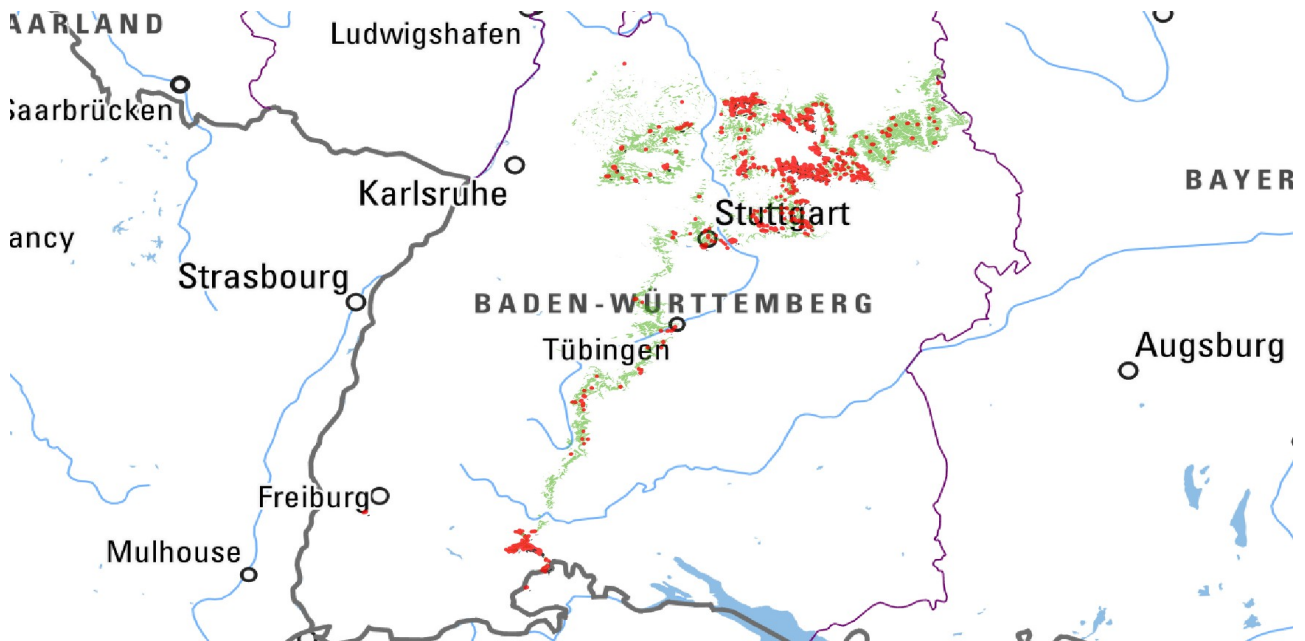 AARLAND
Ludwigshafen
Saarbrücken
Karlsruhe
BAYER
Stuttgart
ancy
Strasbourg
BADEN-WÜRTTEMBERG
Tübingen
Augsburg
Freiburg
Mulhouse